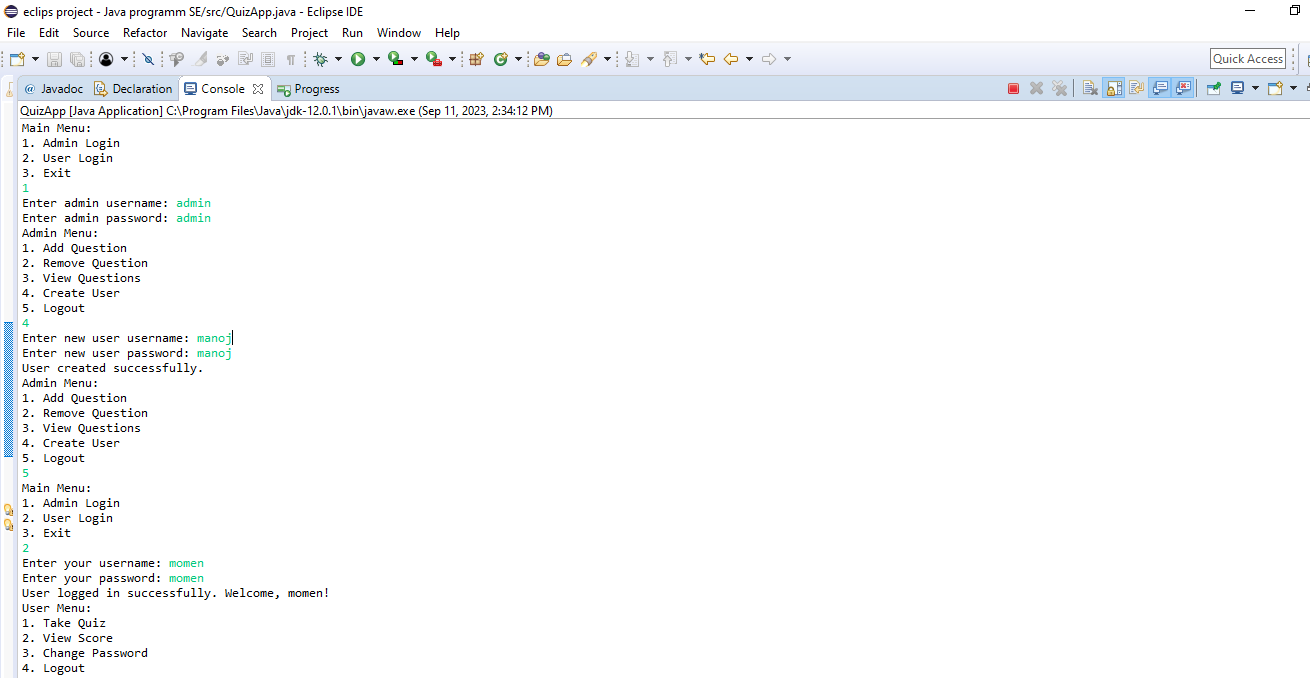 eclips project - Java programm SE/src/QuizApp.java - Eclipse IDE
File Edit Source Refactor Navigate Search Project Run Window Help
Quick Access
@ Javadoc Declaration Console Progress
QuizApp [Java Application] C:\Program Files\Java\jdk-12.0.1\bin\javaw.exe (Sep 11, 2023, 2:34:12 PM)
Main Menu:
1. Admin Login
2. User Login
3. Exit
1
Enter admin username: admin
Enter admin password: admin
Admin Menu:
1. Add Question
2. Remove Question
3. View Questions
4. Create User
5. Logout
4
Enter new user username: manoj
Enter new user password: manoj
User created successfully.
Admin Menu:
1. Add Question
2. Remove Question
3. View Questions
4. Create User
5. Logout
5
Main Menu:
1. Admin Login
2. User Login
3. Exit
2
Enter your username: momen
Enter your password: momen
User logged in successfully. Welcome, momen!
User Menu:
1. Take Quiz
2. View Score
3. Change Password
4. Logout